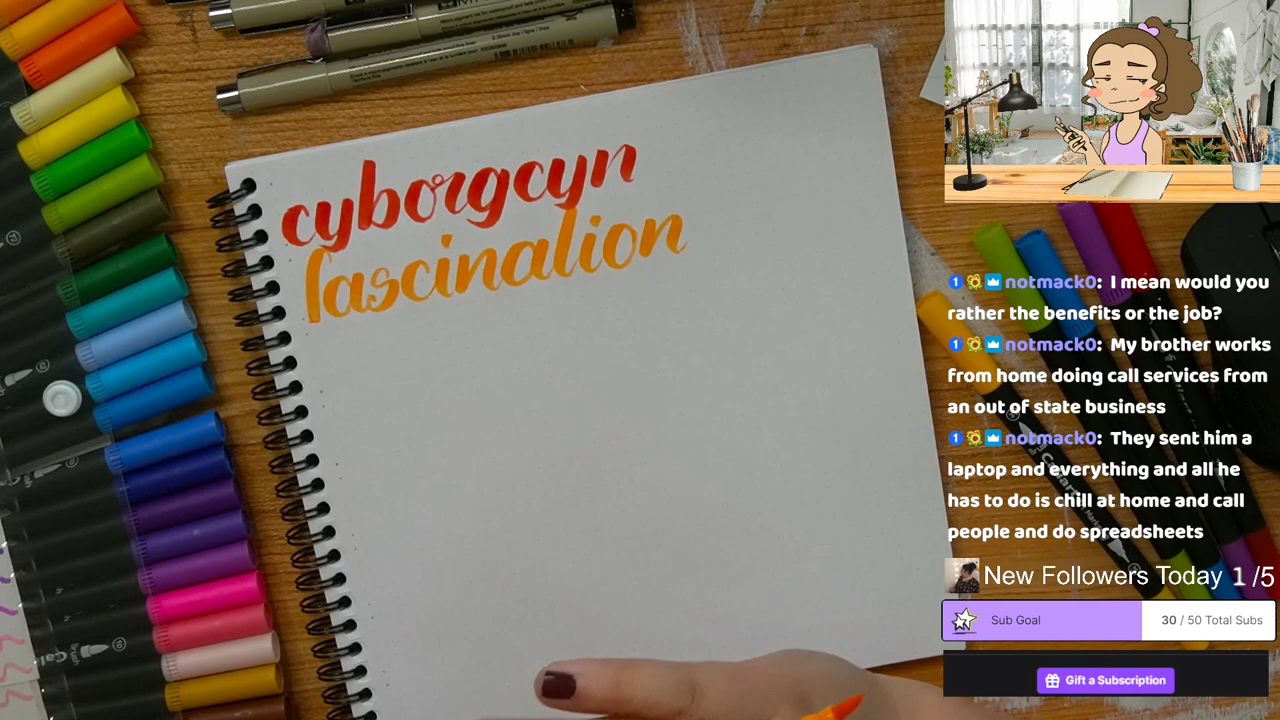 cyborgcyn
fascination
notmack0: I mean would you
rather the benefits or the job?
notmack0: My brother works
from home doing call services from
an out of state business
notmack0: They sent him a
laptop and everything and all he
has to do is chill at home and call
people and do spreadsheets
New Followers Today 1 /5
Sub Goal
30 / 50 Total Subs
Gift a Subscription